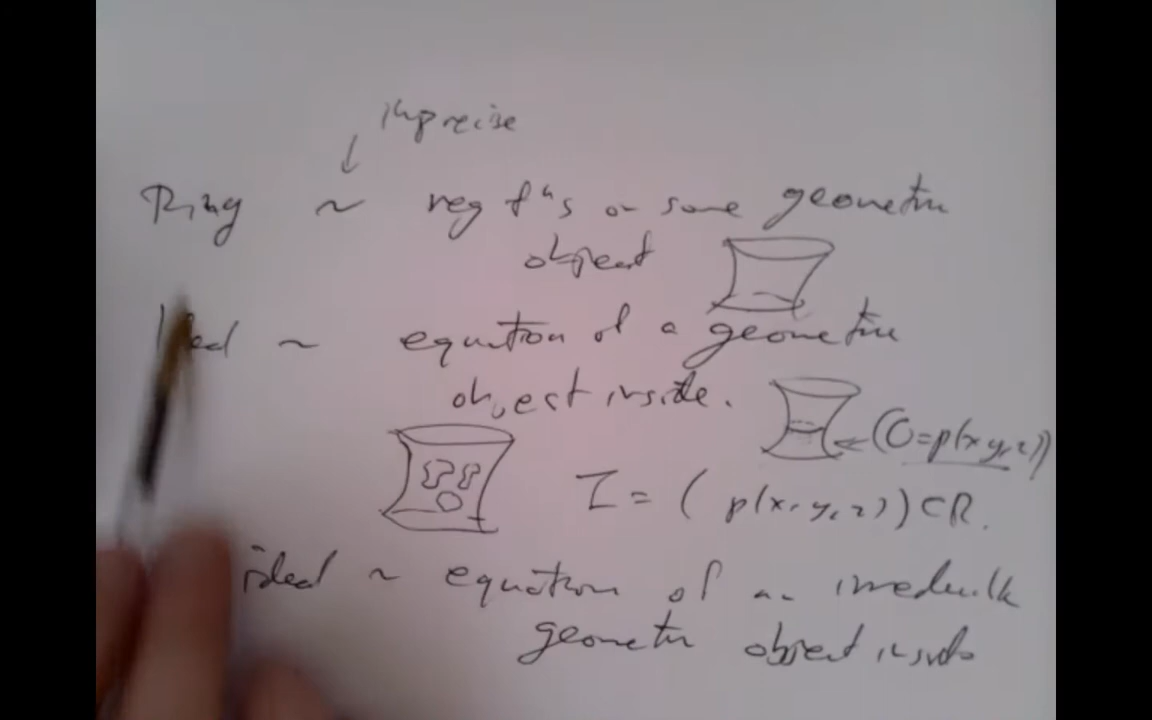 imprecise
Ring ~ reg fⁿs on some geometric
object
Ideal ~ equation of a geometric
object inside.
(0=p(x,y,z))
I = (p(x,y,z)) ⊂ R.
ideal ~ equation of an irreducible
geometric object inside